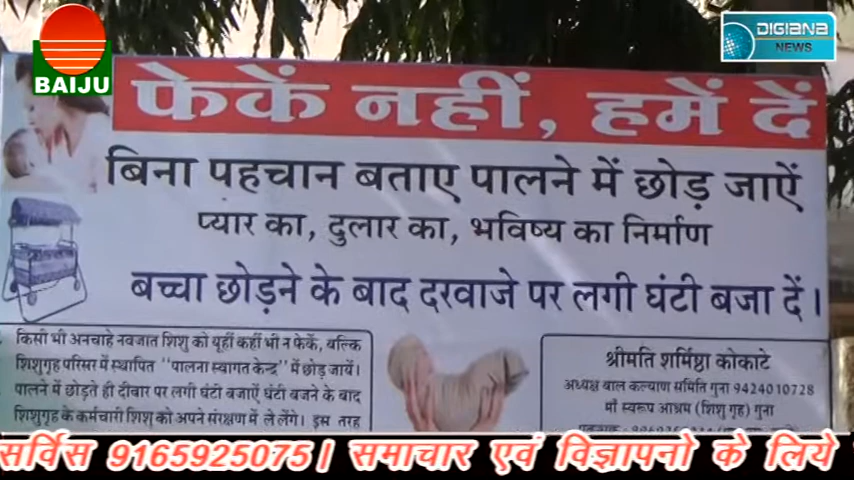 BAIJU
DIGIANA
NEWS
फेकें नहीं, हमें दें
बिना पहचान बताए पालने में छोड़ जाऐं
प्यार का, दुलार का, भविष्य का निर्माण
बच्चा छोड़ने के बाद दरवाजे पर लगी घंटी बजा दें।
किसी भी अनचाहे नवजात शिशु को यूहीं कहीं भी न फेकें, बल्कि
शिशुगृह परिसर में स्थापित "पालना स्वागत केन्द्र" में छोड़ जायें।
पालने में छोड़ते ही दीवार पर लगी घंटी बजाऐं घंटी बजने के बाद
शिशुगृह के कर्मचारी शिशु को अपने संरक्षण में ले लेंगे। इस तरह
श्रीमति शर्मिष्ठा कोकाटे
अध्यक्ष बाल कल्याण समिति गुना 9424010728
माँ स्वरूप आश्रम (शिशु गृह) गुना
सर्विस 9165925075। समाचार एवं विज्ञापनो के लिये